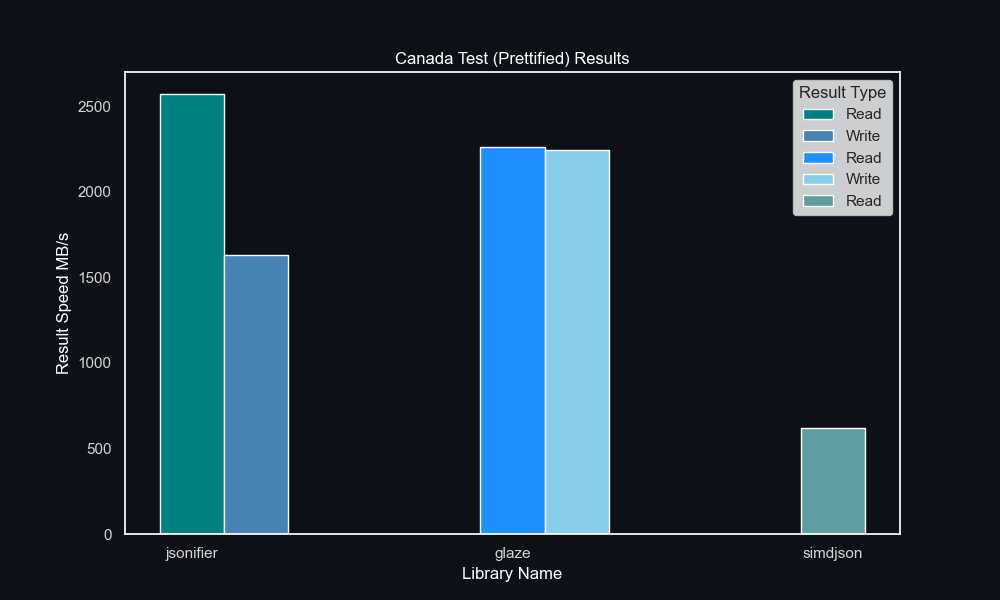 Canada Test (Prettified) Results
Result Type
Read
Write
Read
Write
Read
2500
2000
1500
1000
500
0
Result Speed MB/s
jsonifier
glaze
simdjson
Library Name